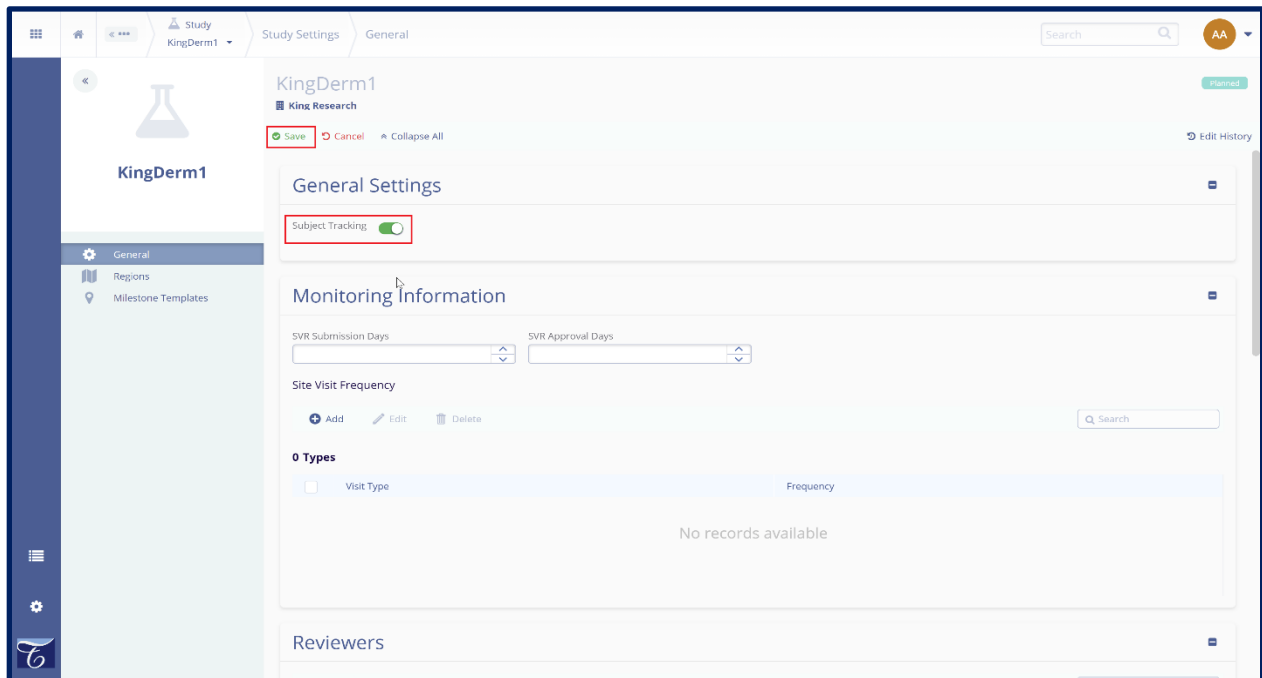 Study
KingDerm1
Study Settings
General
Search
AA
KingDerm1
King Research
Planned
Save
Cancel
Collapse All
Edit History
KingDerm1
General
Regions
Milestone Templates
General Settings
Subject Tracking
Monitoring Information
SVR Submission Days
SVR Approval Days
Site Visit Frequency
Add
Edit
Delete
Search
0 Types
Visit Type
Frequency
No records available
Reviewers